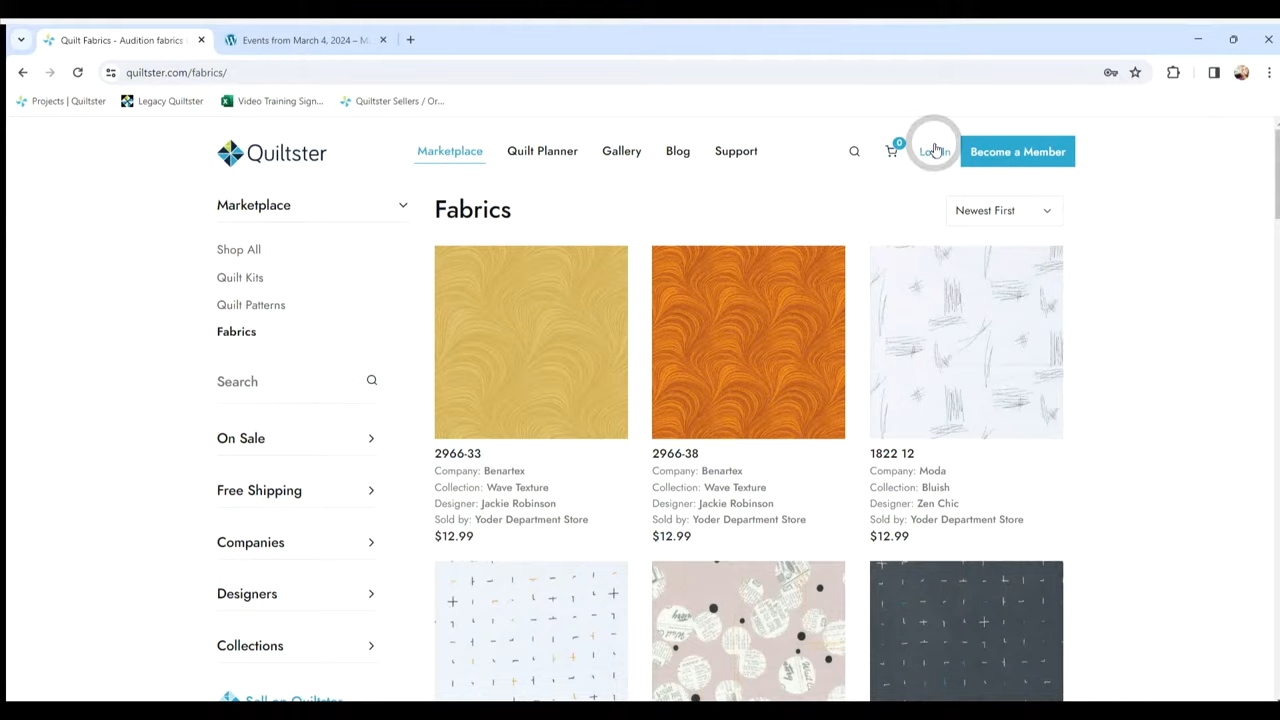 Quilt Fabrics - Audition fabrics
Events from March 4, 2024 – M
quiltster.com/fabrics/
Projects | Quiltster
Legacy Quiltster
Video Training Sign...
Quiltster Sellers / Or...
Quiltster
Marketplace
Quilt Planner
Gallery
Blog
Support
0
Log In
Become a Member
Marketplace
Fabrics
Newest First
Shop All
Quilt Kits
Quilt Patterns
Fabrics
Search
On Sale
Free Shipping
Companies
Designers
Collections
Sell on Quiltster
2966-33
Company: Benartex
Collection: Wave Texture
Designer: Jackie Robinson
Sold by: Yoder Department Store
$12.99
2966-38
Company: Benartex
Collection: Wave Texture
Designer: Jackie Robinson
Sold by: Yoder Department Store
$12.99
1822 12
Company: Moda
Collection: Bluish
Designer: Zen Chic
Sold by: Yoder Department Store
$12.99